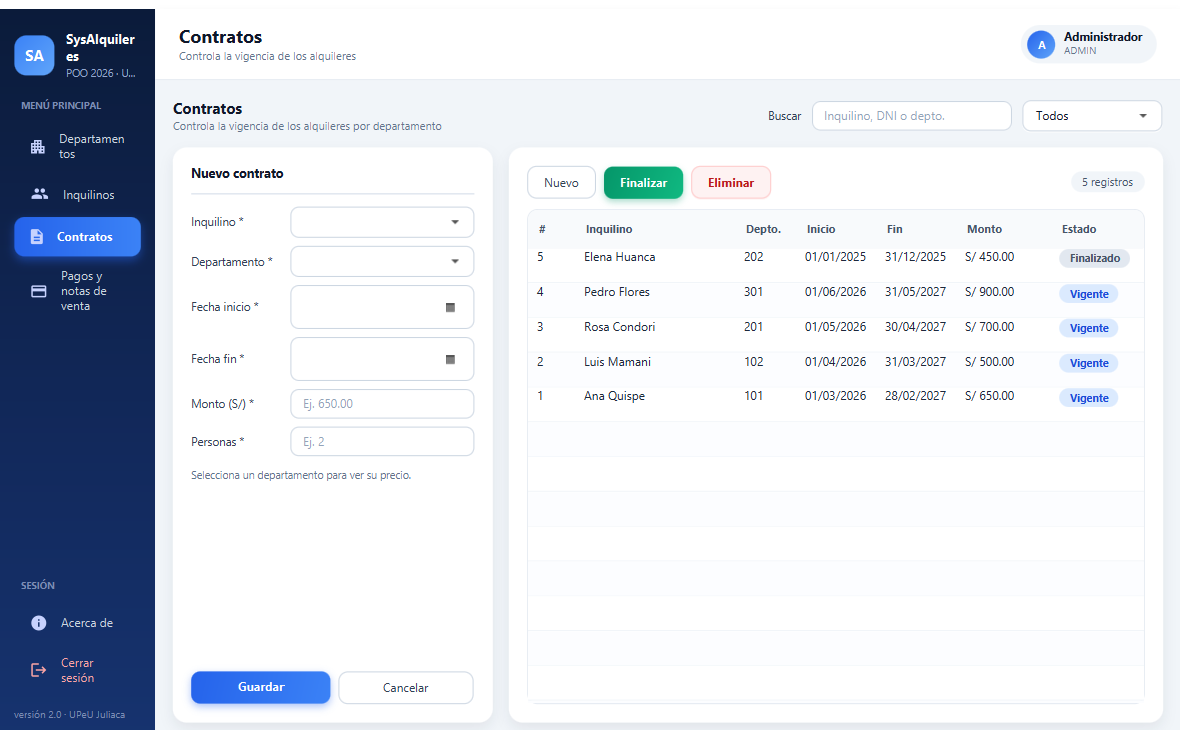 SA
SysAlquiler
es
POO 2026 · U...
MENÚ PRINCIPAL
Departamen
tos
Inquilinos
Contratos
Pagos y
notas de
venta
SESIÓN
Acerca de
Cerrar
sesión
versión 2.0 · UPeU Juliaca
Contratos
Controla la vigencia de los alquileres
A
Administrador
ADMIN
Contratos
Controla la vigencia de los alquileres por departamento
Buscar
Inquilino, DNI o depto.
Todos
Nuevo contrato
Inquilino *
Departamento *
Fecha inicio *
Fecha fin *
Monto (S/) *
Ej. 650.00
Personas *
Ej. 2
Selecciona un departamento para ver su precio.
Guardar
Cancelar
Nuevo
Finalizar
Eliminar
5 registros
# Inquilino Depto. Inicio Fin Monto Estado
5 Elena Huanca 202 01/01/2025 31/12/2025 S/ 450.00 Finalizado
4 Pedro Flores 301 01/06/2026 31/05/2027 S/ 900.00 Vigente
3 Rosa Condori 201 01/05/2026 30/04/2027 S/ 700.00 Vigente
2 Luis Mamani 102 01/04/2026 31/03/2027 S/ 500.00 Vigente
1 Ana Quispe 101 01/03/2026 28/02/2027 S/ 650.00 Vigente